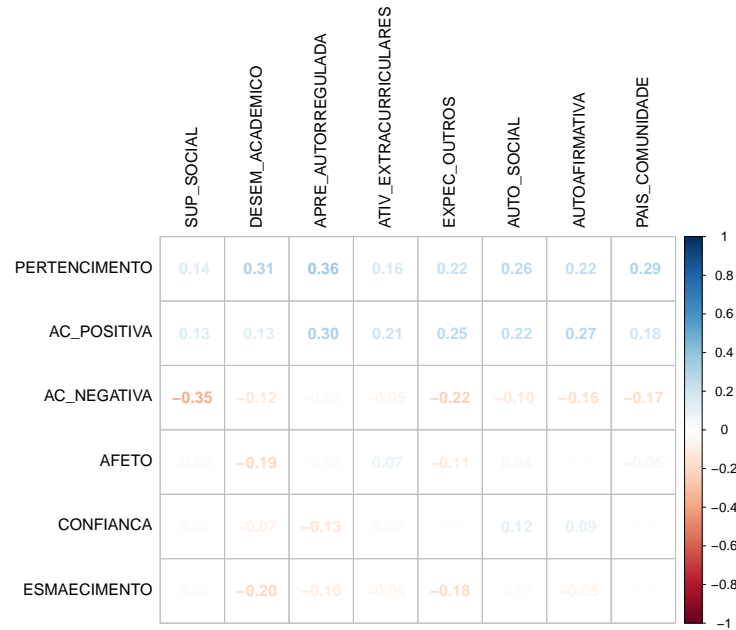 SUP_SOCIAL
DESEM_ACADEMICO
APRE_AUTORREGULADA
ATIV_EXTRACURRICULARES
EXPEC_OUTROS
AUTO_SOCIAL
AUTOAFIRMATIVA
PAIS_COMUNIDADE
PERTENCIMENTO 0.14 0.31 0.36 0.16 0.22 0.26 0.22 0.29
AC_POSITIVA 0.13 0.13 0.30 0.21 0.25 0.22 0.27 0.18
AC_NEGATIVA −0.35 −0.12 −0.05 −0.22 −0.10 −0.16 −0.17
AFETO −0.19 0.07 −0.11 0.04 −0.05
CONFIANCA −0.07 −0.13 0.12 0.09
ESMAECIMENTO −0.20 −0.10 −0.06 −0.18 −0.05
1
0.8
0.6
0.4
0.2
0
−0.2
−0.4
−0.6
−0.8
−1